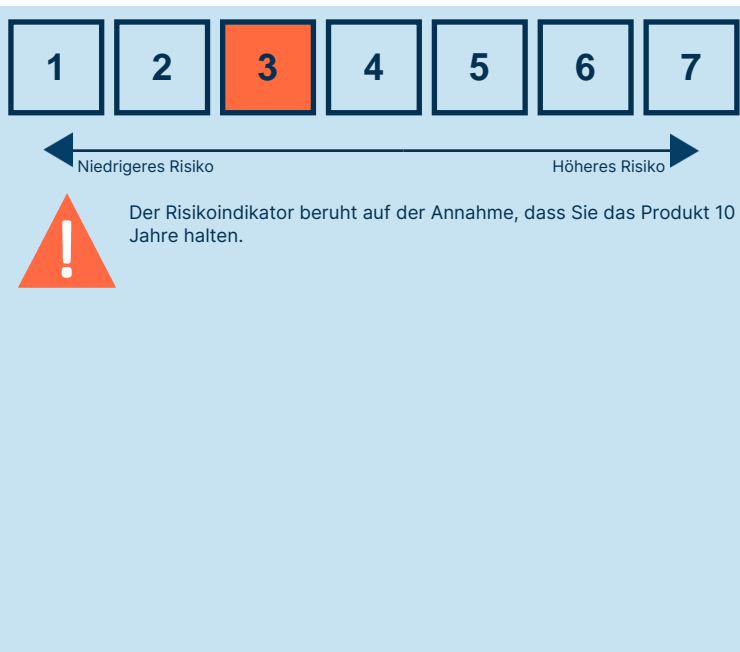 1 2 3 4 5 6 7
Niedrigeres Risiko Höheres Risiko
Der Risikoindikator beruht auf der Annahme, dass Sie das Produkt 10
Jahre halten.